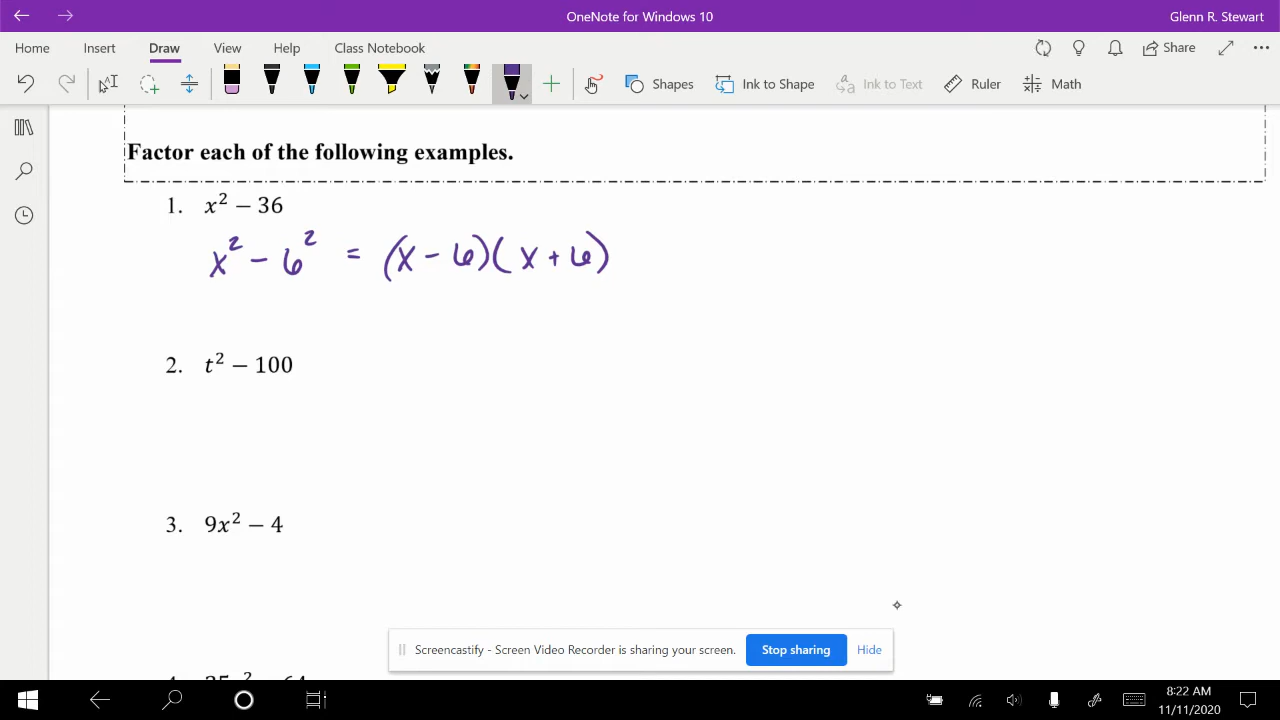 OneNote for Windows 10
Glenn R. Stewart
Home Insert Draw View Help Class Notebook Share
Shapes Ink to Shape Ink to Text Ruler Math
Factor each of the following examples.
1. x² − 36
x² - 6² = (x - 6)(x + 6)
2. t² − 100
3. 9x² − 4
Screencastify - Screen Video Recorder is sharing your screen. Stop sharing Hide
8:22 AM
11/11/2020